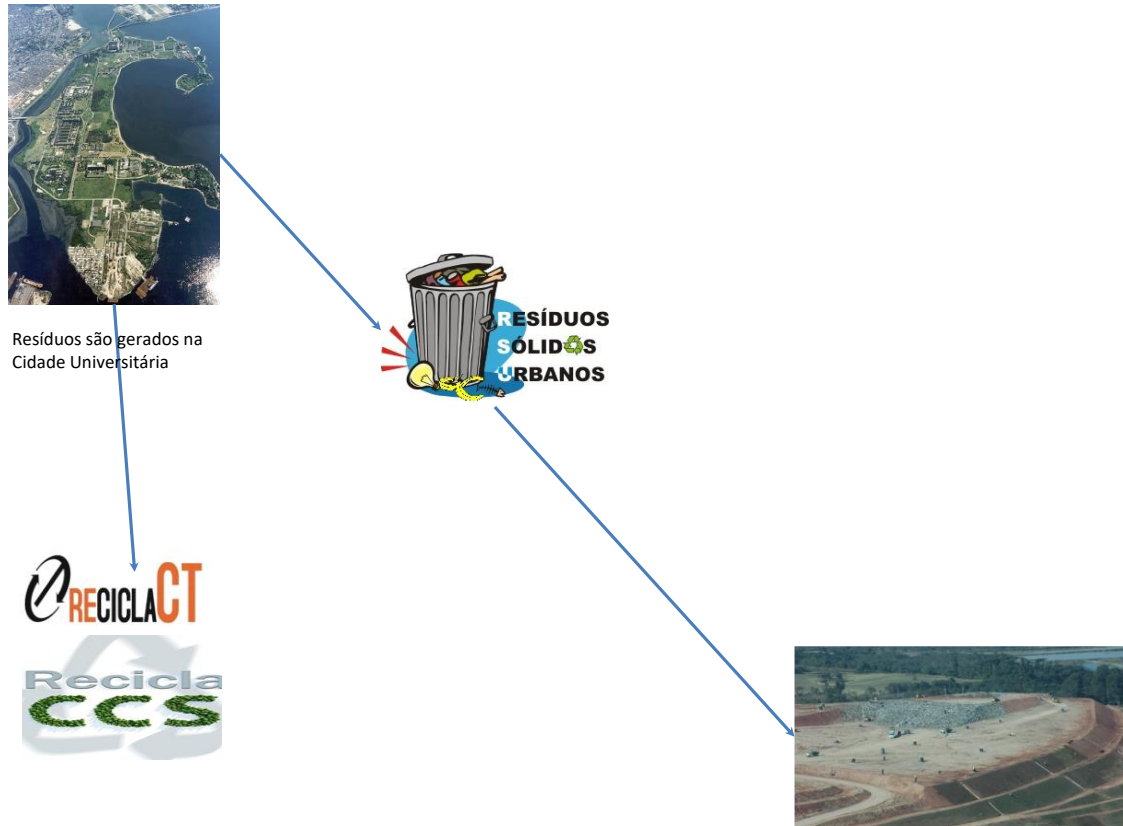 RESÍDUOS
SÓLIDOS
URBANOS
Resíduos são gerados na
Cidade Universitária
RECICLACT
Recicla
CCS